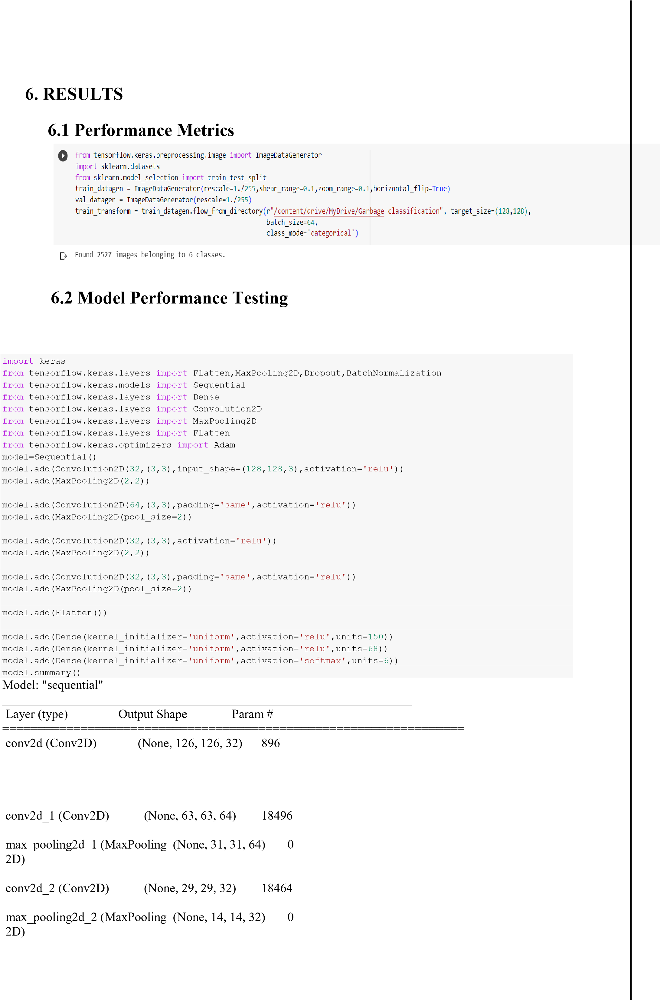 6. RESULTS
6.1 Performance Metrics
from tensorflow.keras.preprocessing.image import ImageDataGenerator
import sklearn.datasets
from sklearn.model_selection import train_test_split
train_datagen = ImageDataGenerator(rescale=1./255,shear_range=0.1,zoom_range=0.1,horizontal_flip=True)
val_datagen = ImageDataGenerator(rescale=1./255)
train_transform = train_datagen.flow_from_directory(r"/content/drive/MyDrive/Garbage classification", target_size=(128,128),
batch_size=64,
class_mode='categorical')
Found 2527 images belonging to 6 classes.
6.2 Model Performance Testing
import keras
from tensorflow.keras.layers import Flatten,MaxPooling2D,Dropout,BatchNormalization
from tensorflow.keras.models import Sequential
from tensorflow.keras.layers import Dense
from tensorflow.keras.layers import Convolution2D
from tensorflow.keras.layers import MaxPooling2D
from tensorflow.keras.layers import Flatten
from tensorflow.keras.optimizers import Adam
model=Sequential()
model.add(Convolution2D(32,(3,3),input_shape=(128,128,3),activation='relu'))
model.add(MaxPooling2D(2,2))
model.add(Convolution2D(64,(3,3),padding='same',activation='relu'))
model.add(MaxPooling2D(pool_size=2))
model.add(Convolution2D(32,(3,3),activation='relu'))
model.add(MaxPooling2D(2,2))
model.add(Convolution2D(32,(3,3),padding='same',activation='relu'))
model.add(MaxPooling2D(pool_size=2))
model.add(Flatten())
model.add(Dense(kernel_initializer='uniform',activation='relu',units=150))
model.add(Dense(kernel_initializer='uniform',activation='relu',units=68))
model.add(Dense(kernel_initializer='uniform',activation='softmax',units=6))
model.summary()
Model: "sequential"
Layer (type) Output Shape Param #
=================================================================
conv2d (Conv2D) (None, 126, 126, 32) 896
conv2d_1 (Conv2D) (None, 63, 63, 64) 18496
max_pooling2d_1 (MaxPooling (None, 31, 31, 64) 0
2D)
conv2d_2 (Conv2D) (None, 29, 29, 32) 18464
max_pooling2d_2 (MaxPooling (None, 14, 14, 32) 0
2D)